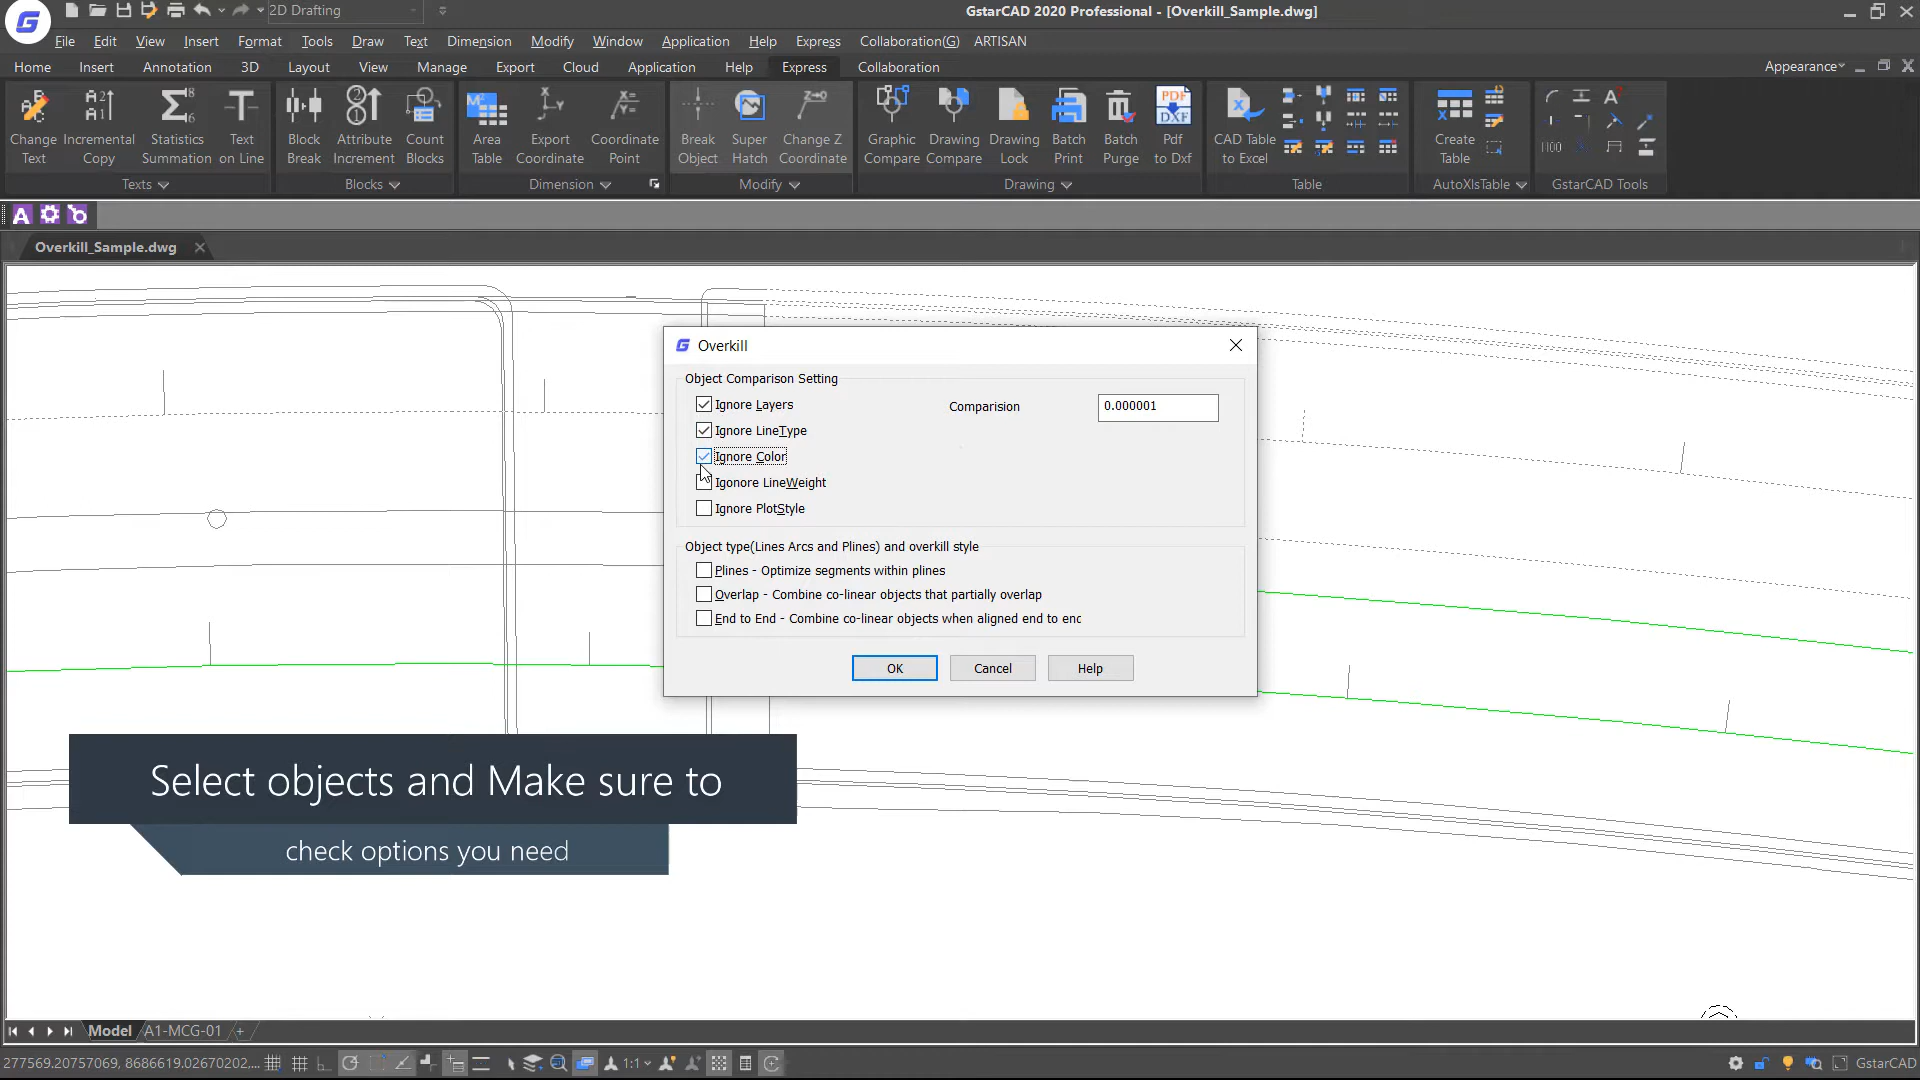 2D Drafting
GstarCAD 2020 Professional - [Overkill_Sample.dwg]
File Edit View Insert Format Tools Draw Text Dimension Modify Window Application Help Express Collaboration(G) ARTISAN
Home Insert Annotation 3D Layout View Manage Export Cloud Application Help Express Collaboration Appearance
Change Text
Incremental Copy
Statistics Summation
Text on Line
Block Break
Attribute Increment
Count Blocks
Area Table
Export Coordinate
Coordinate Point
Break Object
Super Hatch
Change Z Coordinate
Graphic Compare
Drawing Compare
Drawing Lock
Batch Print
Batch Purge
PDF DXF
Pdf to Dxf
CAD Table to Excel
Create Table
Texts Blocks Dimension Modify Drawing Table AutoXlsTable GstarCAD Tools
Overkill_Sample.dwg
Overkill
Object Comparison Setting
Ignore Layers
Comparision 0.000001
Ignore LineType
Ignore Color
Igonore LineWeight
Ignore PlotStyle
Object type(Lines Arcs and Plines) and overkill style
Plines - Optimize segments within plines
Overlap - Combine co-linear objects that partially overlap
End to End - Combine co-linear objects when aligned end to enc
OK Cancel Help
Select objects and Make sure to
check options you need
Model A1-MCG-01 +
277569.20757069, 8686619.02670202,... 1:1 GstarCAD